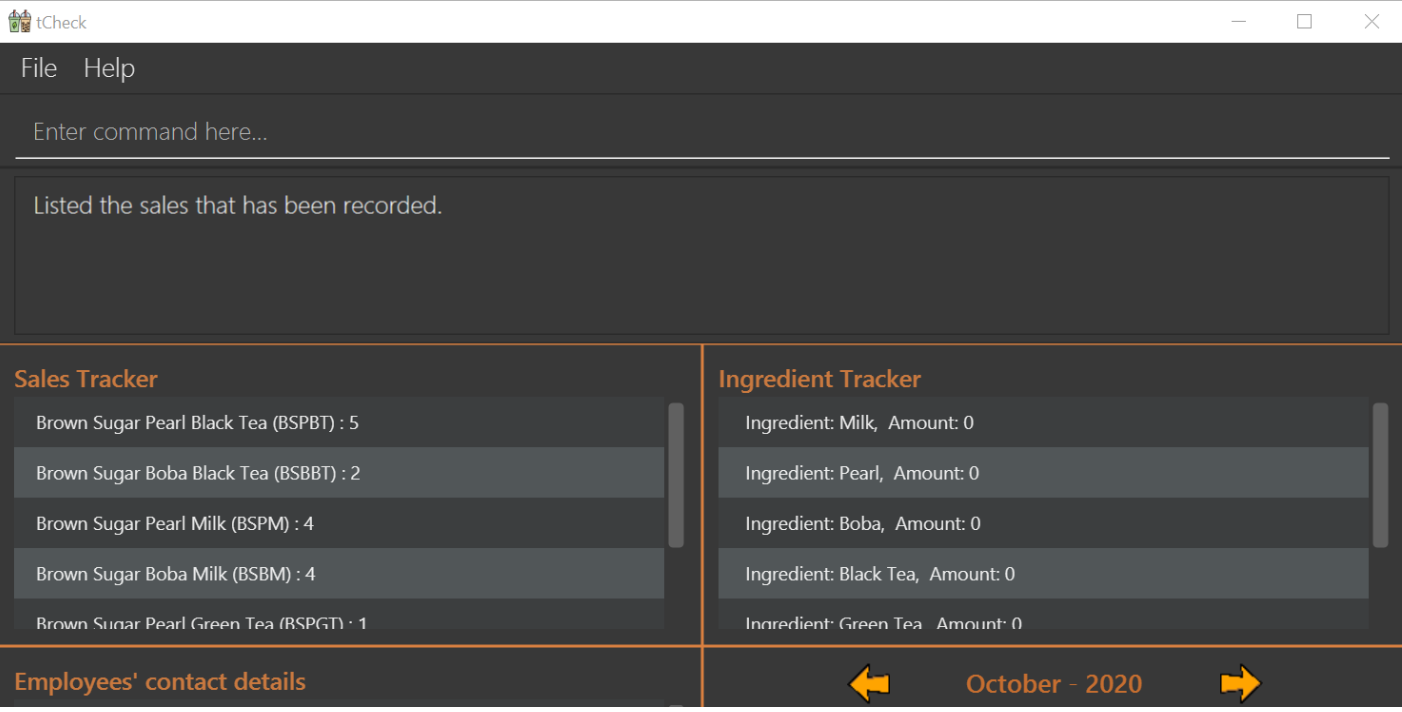 tCheck
File Help
Enter command here...
Listed the sales that has been recorded.
Sales Tracker
Brown Sugar Pearl Black Tea (BSPBT) : 5
Brown Sugar Boba Black Tea (BSBBT) : 2
Brown Sugar Pearl Milk (BSPM) : 4
Brown Sugar Boba Milk (BSBM) : 4
Brown Sugar Pearl Green Tea (BSPGT) : 1
Ingredient Tracker
Ingredient: Milk, Amount: 0
Ingredient: Pearl, Amount: 0
Ingredient: Boba, Amount: 0
Ingredient: Black Tea, Amount: 0
Ingredient: Green Tea, Amount: 0
Employees' contact details
October - 2020